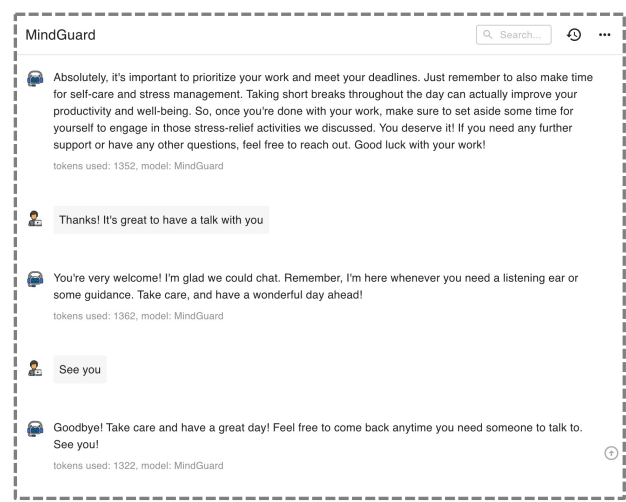 MindGuard
Search...
Absolutely, it's important to prioritize your work and meet your deadlines. Just remember to also make time
for self-care and stress management. Taking short breaks throughout the day can actually improve your
productivity and well-being. So, once you're done with your work, make sure to set aside some time for
yourself to engage in those stress-relief activities we discussed. You deserve it! If you need any further
support or have any other questions, feel free to reach out. Good luck with your work!
tokens used: 1352, model: MindGuard
Thanks! It's great to have a talk with you
You're very welcome! I'm glad we could chat. Remember, I'm here whenever you need a listening ear or
some guidance. Take care, and have a wonderful day ahead!
tokens used: 1362, model: MindGuard
See you
Goodbye! Take care and have a great day! Feel free to come back anytime you need someone to talk to.
See you!
tokens used: 1322, model: MindGuard